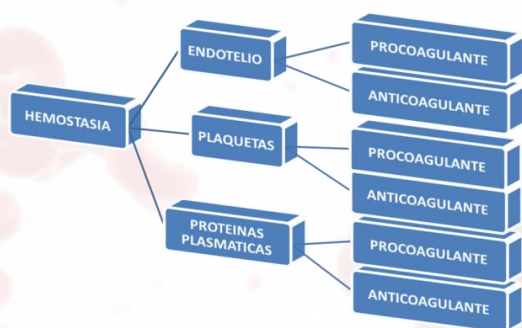 HEMOSTASIA
ENDOTELIO
PROCOAGULANTE
ANTICOAGULANTE
PLAQUETAS
PROCOAGULANTE
ANTICOAGULANTE
PROTEINAS
PLASMATICAS
PROCOAGULANTE
ANTICOAGULANTE